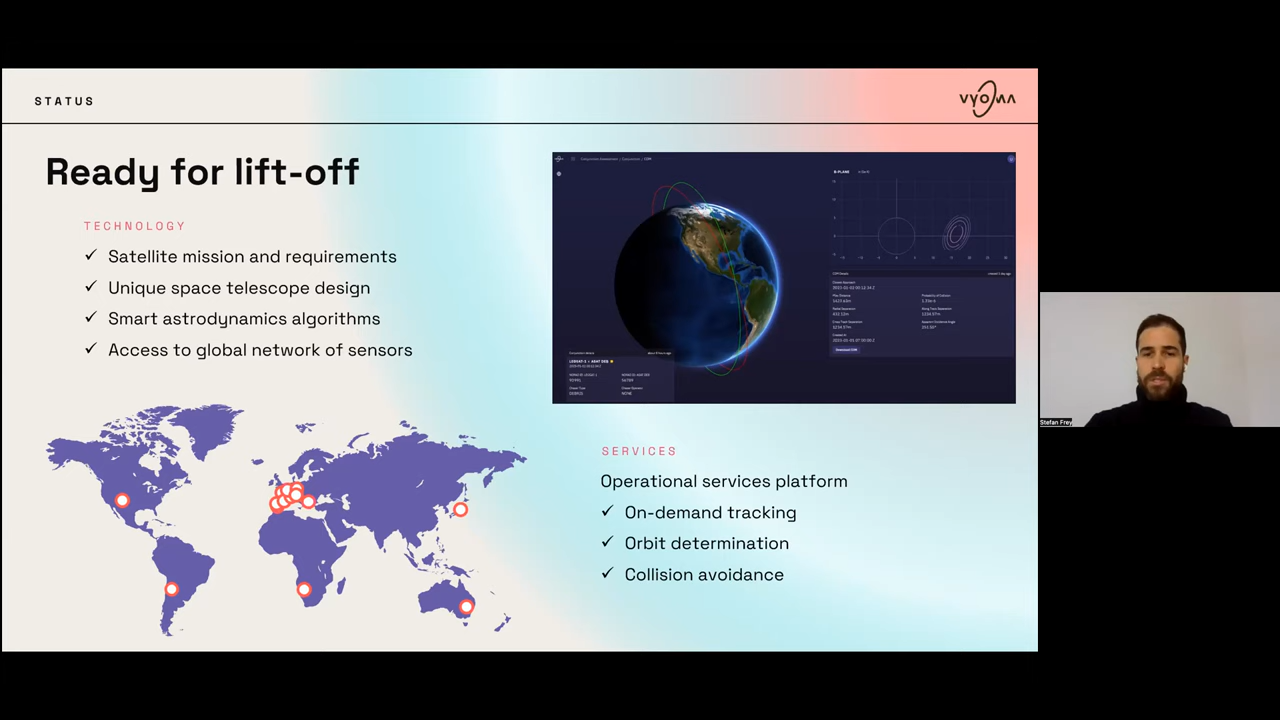 STATUS
VYOMA
Ready for lift-off
TECHNOLOGY
✓ Satellite mission and requirements
✓ Unique space telescope design
✓ Smart astrodynamics algorithms
✓ Access to global network of sensors
B-PLANE
SERVICES
Operational services platform
✓ On-demand tracking
✓ Orbit determination
✓ Collision avoidance
Stefan Frey